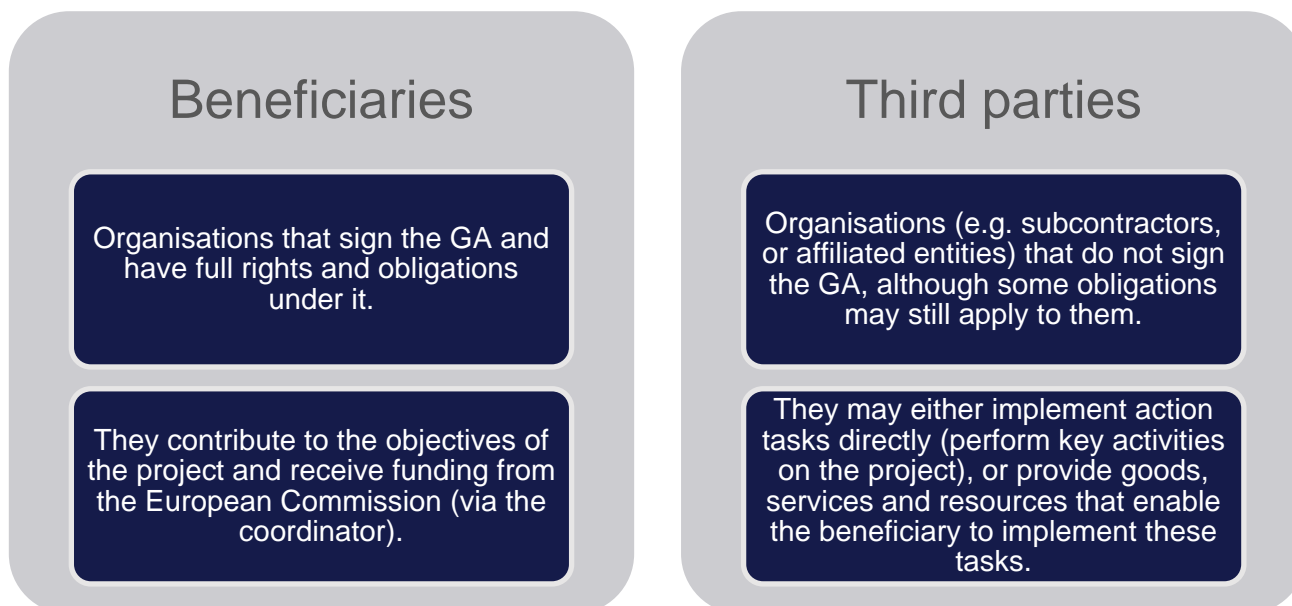 Beneficiaries
Organisations that sign the GA and
have full rights and obligations
under it.
They contribute to the objectives of
the project and receive funding from
the European Commission (via the
coordinator).
Third parties
Organisations (e.g. subcontractors,
or affiliated entities) that do not sign
the GA, although some obligations
may still apply to them.
They may either implement action
tasks directly (perform key activities
on the project), or provide goods,
services and resources that enable
the beneficiary to implement these
tasks.